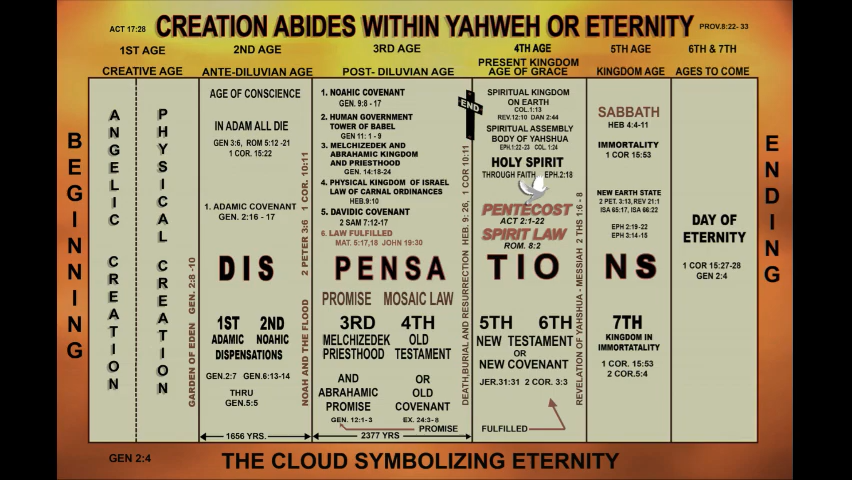 ACT 17:28
CREATION ABIDES WITHIN YAHWEH OR ETERNITY
PROV.8:22- 33
1ST AGE
2ND AGE
3RD AGE
4TH AGE
5TH AGE
6TH & 7TH
CREATIVE AGE
ANTE-DILUVIAN AGE
POST- DILUVIAN AGE
PRESENT KINGDOM
AGE OF GRACE
KINGDOM AGE
AGES TO COME
BEGINNING
ANGELIC CREATION
PHYSICAL CREATION
GARDEN OF EDEN GEN. 2:8 -10
AGE OF CONSCIENCE
IN ADAM ALL DIE
GEN 3:6, ROM 5:12 -21
1 COR. 15:22
1. ADAMIC COVENANT
GEN. 2:16 - 17
DIS
1ST 2ND
ADAMIC NOAHIC
DISPENSATIONS
GEN.2:7 GEN.6:13-14
THRU
GEN.5:5
1656 YRS.
NOAH AND THE FLOOD 2 PETER 3:6 1 COR. 10:11
1. NOAHIC COVENANT
GEN. 9:8 - 17
2. HUMAN GOVERNMENT
TOWER OF BABEL
GEN 11: 1 - 9
3. MELCHIZEDEK AND
ABRAHAMIC KINGDOM
AND PRIESTHOOD
GEN. 14:18-24
4. PHYSICAL KINGDOM OF ISRAEL
LAW OF CARNAL ORDINANCES
HEB.9:10
5. DAVIDIC COVENANT
2 SAM 7:12-17
6. LAW FULFILLED
MAT. 5:17,18 JOHN 19:30
PENSA
PROMISE MOSAIC LAW
3RD 4TH
MELCHIZEDEK OLD
PRIESTHOOD TESTAMENT
AND OR
ABRAHAMIC OLD
PROMISE COVENANT
GEN. 12:1-3 EX. 24:3-8
PROMISE
2377 YRS
END
DEATH,BURIAL AND RESURRECTION HEB. 9: 26, 1 COR 10:11
SPIRITUAL KINGDOM
ON EARTH
COL.1:13
REV.12:10 DAN 2:44
SPIRITUAL ASSEMBLY
BODY OF YAHSHUA
EPH.1:22-23 COL. 1:24
HOLY SPIRIT
THROUGH FAITH EPH.2:18
PENTECOST
ACT 2:1-22
SPIRIT LAW
ROM. 8:2
TIO
5TH 6TH
NEW TESTAMENT
OR
NEW COVENANT
JER.31:31 2 COR. 3:3
FULFILLED
REVELATION OF YAHSHUA - MESSIAH 2 THS 1:6 - 8
SABBATH
HEB 4:4-11
IMMORTALITY
1 COR 15:53
NEW EARTH STATE
2 PET. 3:13, REV 21:1
ISA 65:17, ISA 66:22
EPH 2:19-22
EPH 3:14-15
NS
7TH
KINGDOM IN
IMMORTATALITY
1 COR. 15:53
2 COR.5:4
DAY OF
ETERNITY
1 COR 15:27-28
GEN 2:4
ENDING
GEN 2:4
THE CLOUD SYMBOLIZING ETERNITY